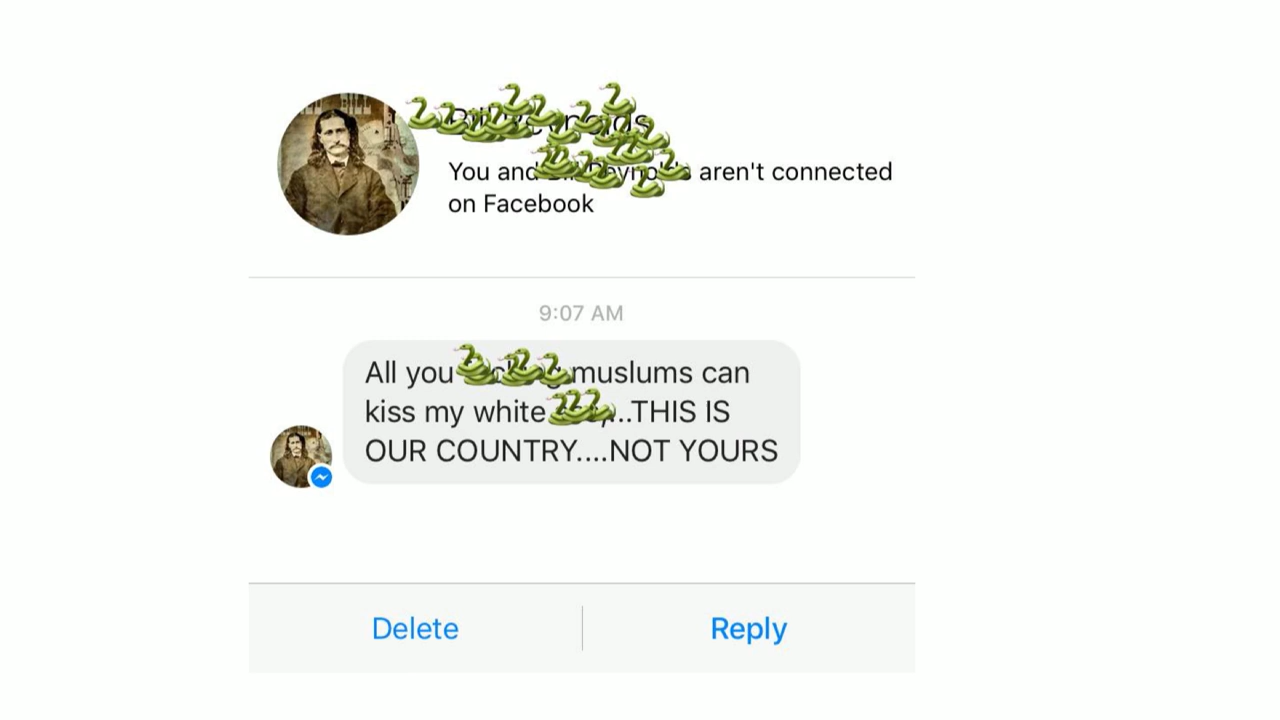 You and aren't connected
on Facebook
9:07 AM
All you muslums can
kiss my white ...THIS IS
OUR COUNTRY....NOT YOURS
Delete
Reply